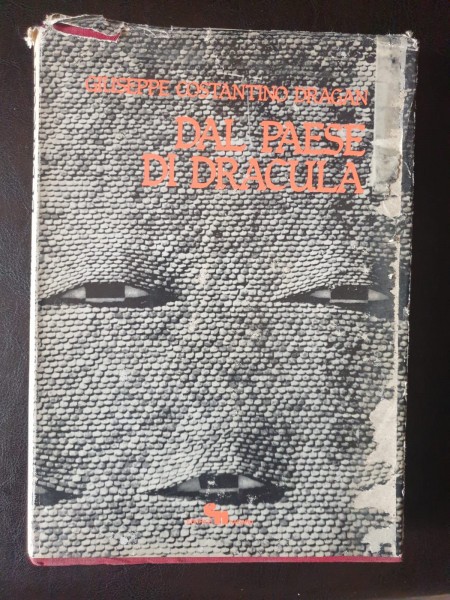 GIUSEPPE COSTANTINO DRAGAN
DAL PAESE
DI DRACULA